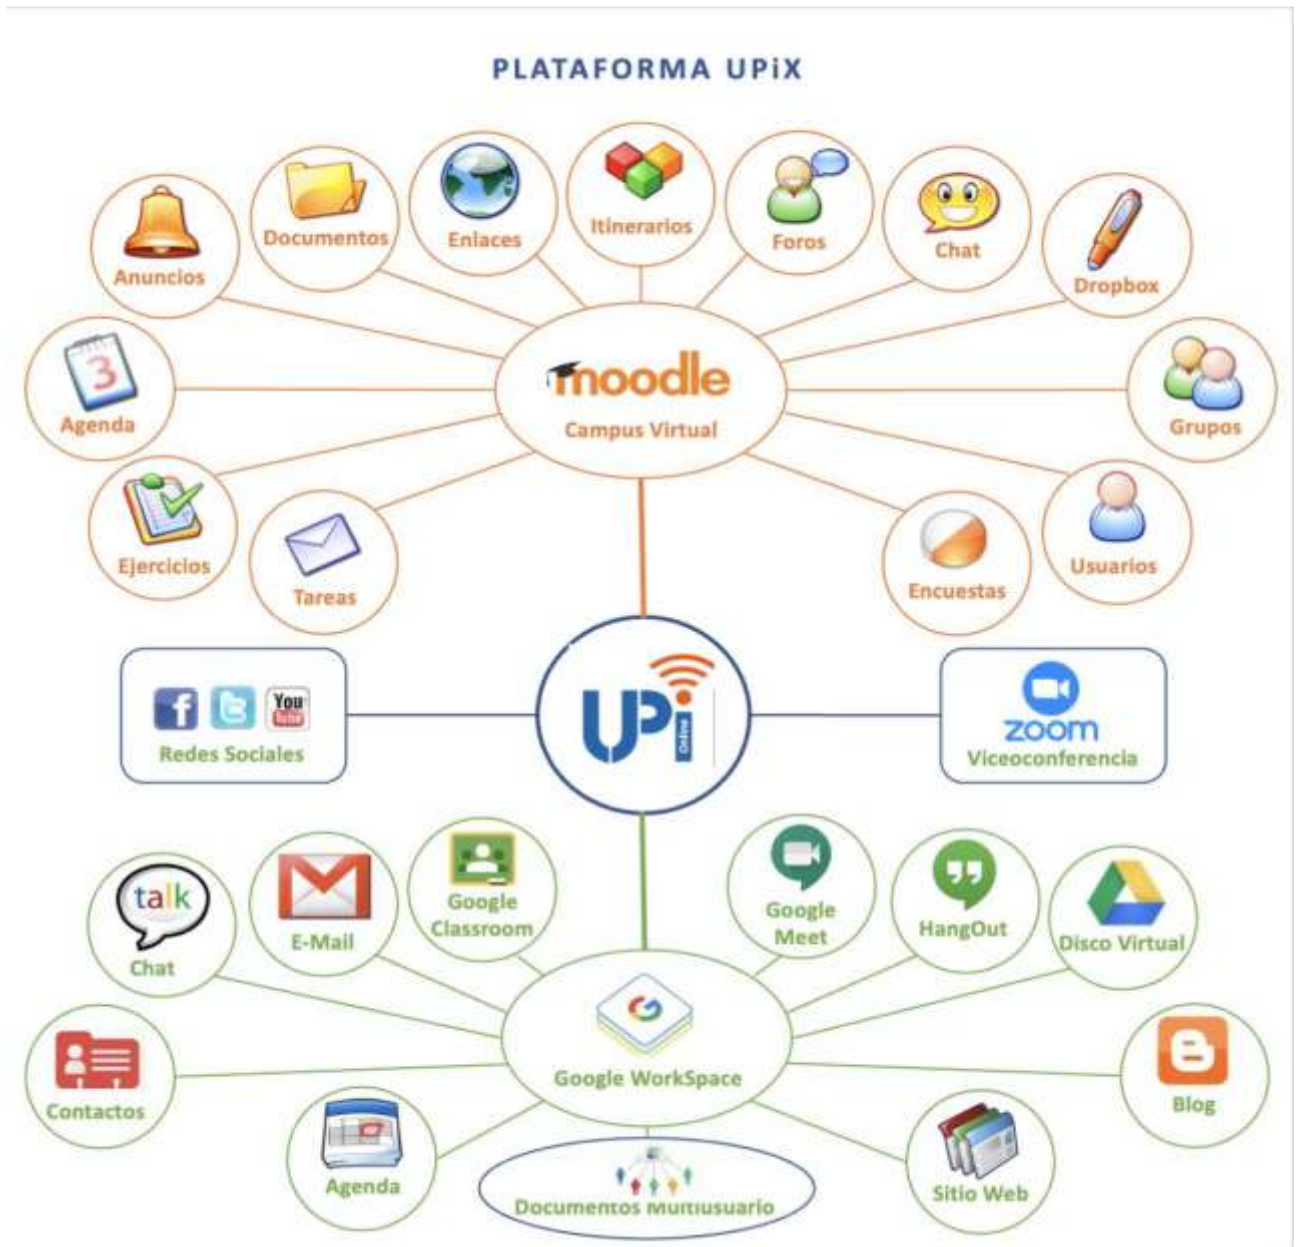 PLATAFORMA UPiX
Anuncios
Documentos
Enlaces
Itinerarios
Foros
Chat
Dropbox
Agenda
moodle
Campus Virtual
3
Grupos
Ejercicios
Tareas
Encuestas
Usuarios
f
t
You
Tube
Redes Sociales
UPi
Online
zoom
Viceoconferencia
talk
Chat
E-Mail
Google
Classroom
Google
Meet
HangOut
Disco Virtual
Contactos
G
Google WorkSpace
Blog
Agenda
Documentos Multiusuario
Sitio Web